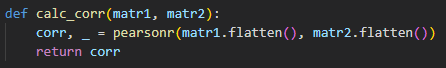 def calc_corr(matr1, matr2):
    corr, _ = pearsonr(matr1.flatten(), matr2.flatten())
    return corr